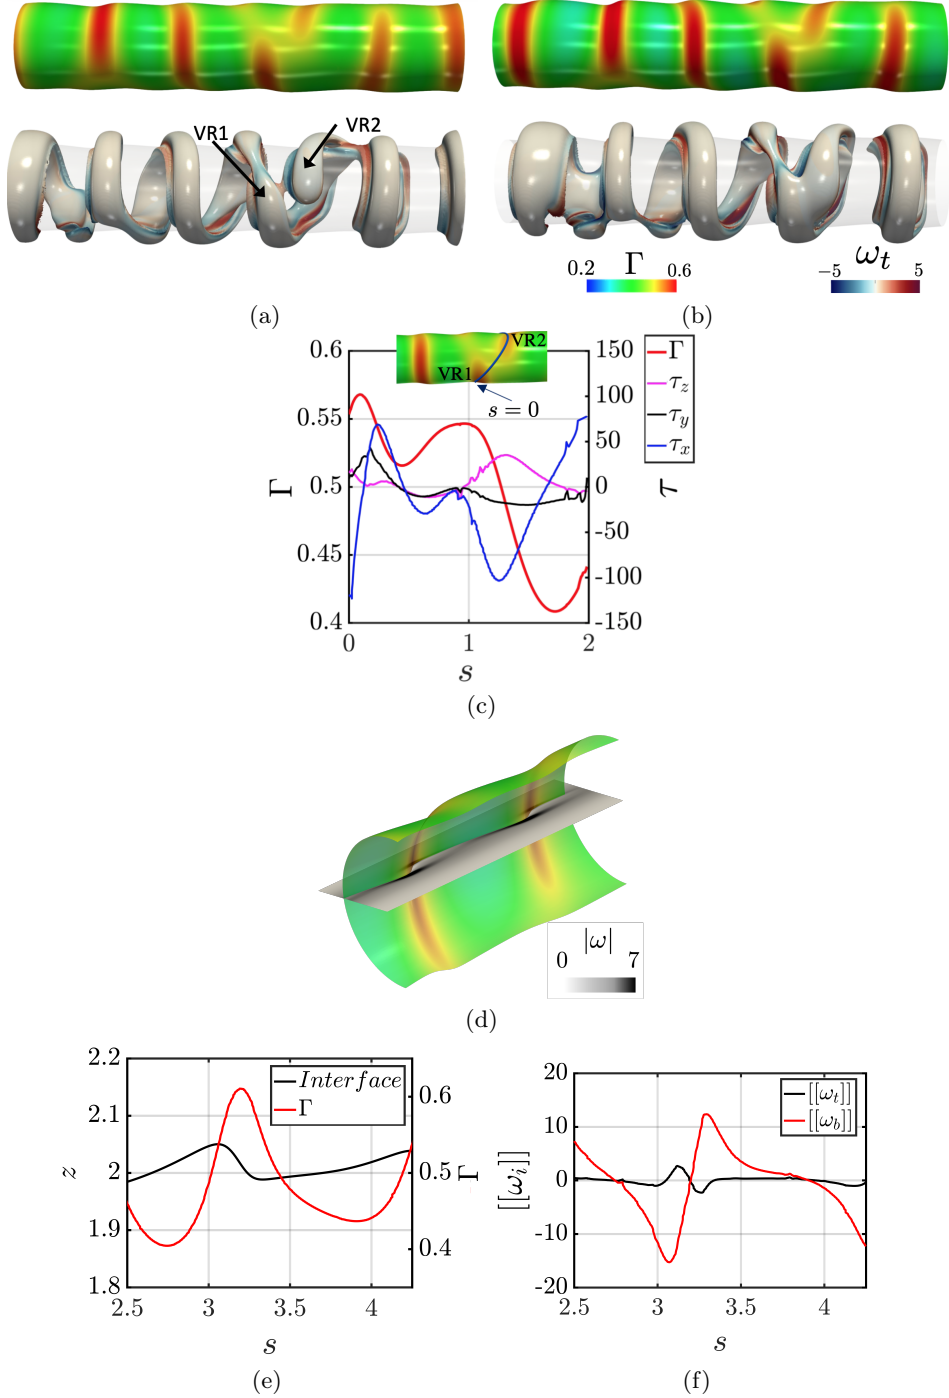 VR1
VR2
0.2 Γ 0.6
ω_t
−5 5
(a)
(b)
0.6
0.55
0.5
0.45
0.4
Γ
VR1
VR2
s = 0
150
100
50
0
-50
-100
-150
τ
Γ
τ_z
τ_y
τ_x
0 1 2
s
(c)
|ω|
0 7
(d)
2.2
2.1
2
1.9
1.8
z
Interface
Γ
0.6
0.5
0.4
Γ
2.5 3 3.5 4
s
(e)
20
10
0
-10
-20
[[ω_i]]
[[ω_t]]
[[ω_b]]
2.5 3 3.5 4
s
(f)